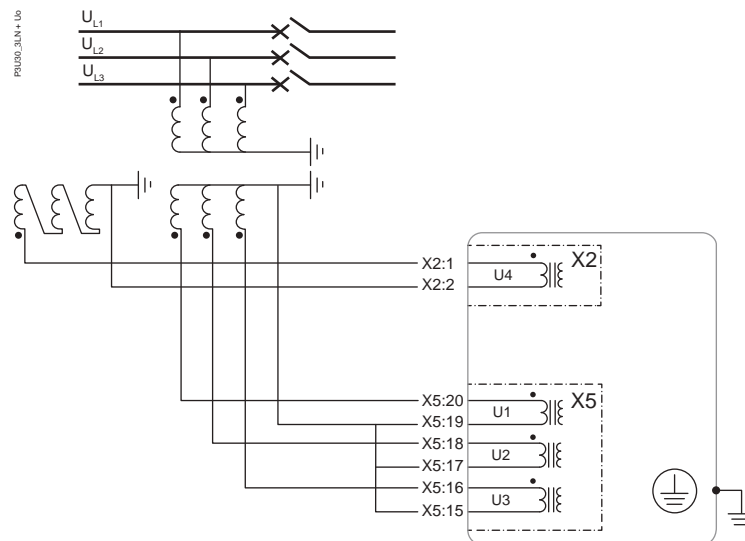 P3U30_3LN + Uo
UL1
UL2
UL3
X2:1
X2:2
U4
X2
X5:20
X5:19
X5:18
X5:17
X5:16
X5:15
U1
U2
U3
X5